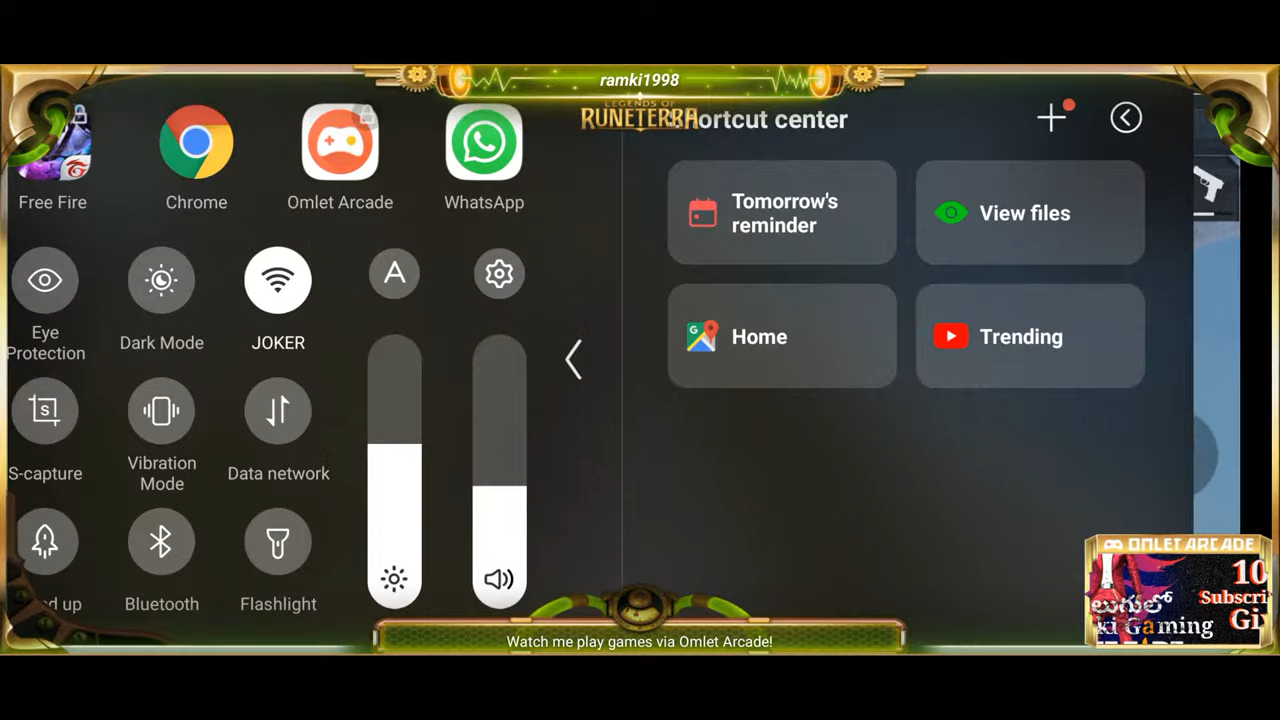 ramki1998
LEGENDS OF
RUNETERRA
Shortcut center
Free Fire
Chrome
Omlet Arcade
WhatsApp
Tomorrow's
reminder
View files
Home
Trending
A
Eye
Protection
Dark Mode
JOKER
S
S-capture
Vibration
Mode
Data network
d up
Bluetooth
Flashlight
OMLET ARCADE
10
లుగులో
Subscri
ki Gaming
Gi
Watch me play games via Omlet Arcade!